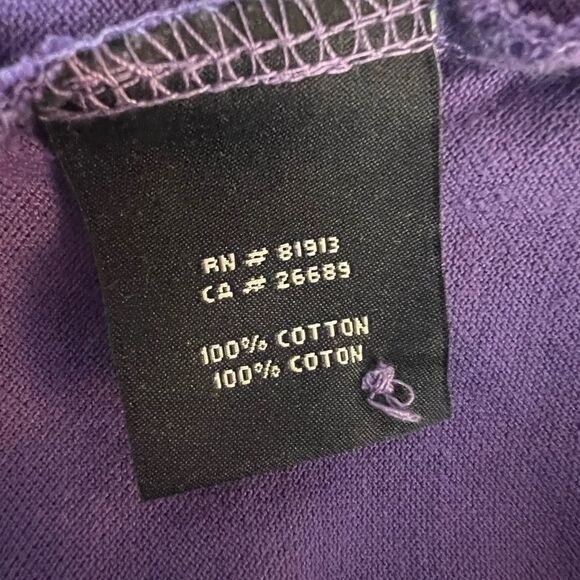 RN # 81913
CA # 26689
100% COTTON
100% COTON